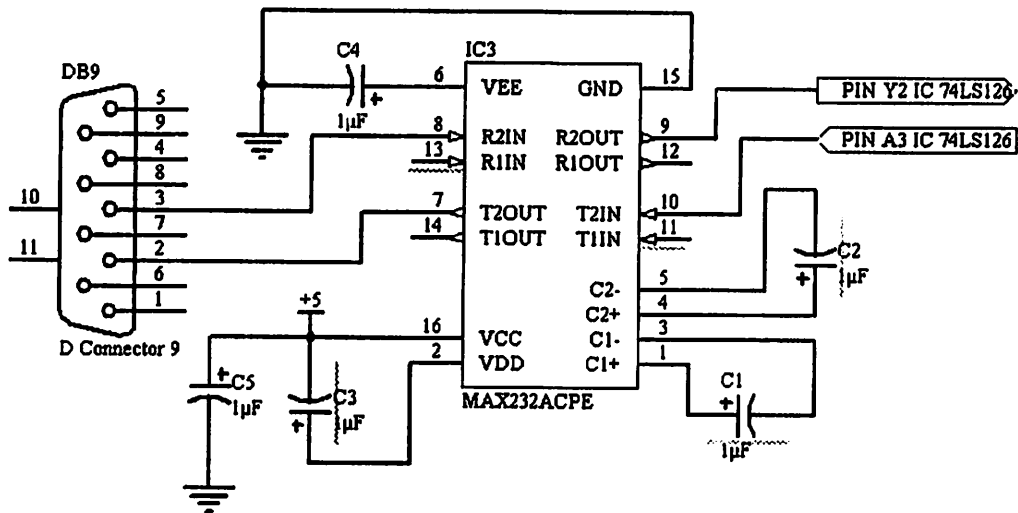 DB9
5
9
4
8
3
7
2
6
1
10
11
D Connector 9
C4
1µF
+
IC3
6 VEE GND 15
8 R2IN R2OUT 9
13 R1IN R1OUT 12
7 T2OUT T2IN 10
14 T1OUT T1IN 11
C2- 5
C2+ 4
16 VCC C1- 3
2 VDD C1+ 1
MAX232ACPE
PIN Y2 IC 74LS126
PIN A3 IC 74LS126
C2
1µF
+
+5
+
C5
1µF
C3
1µF
+
C1
+
1µF